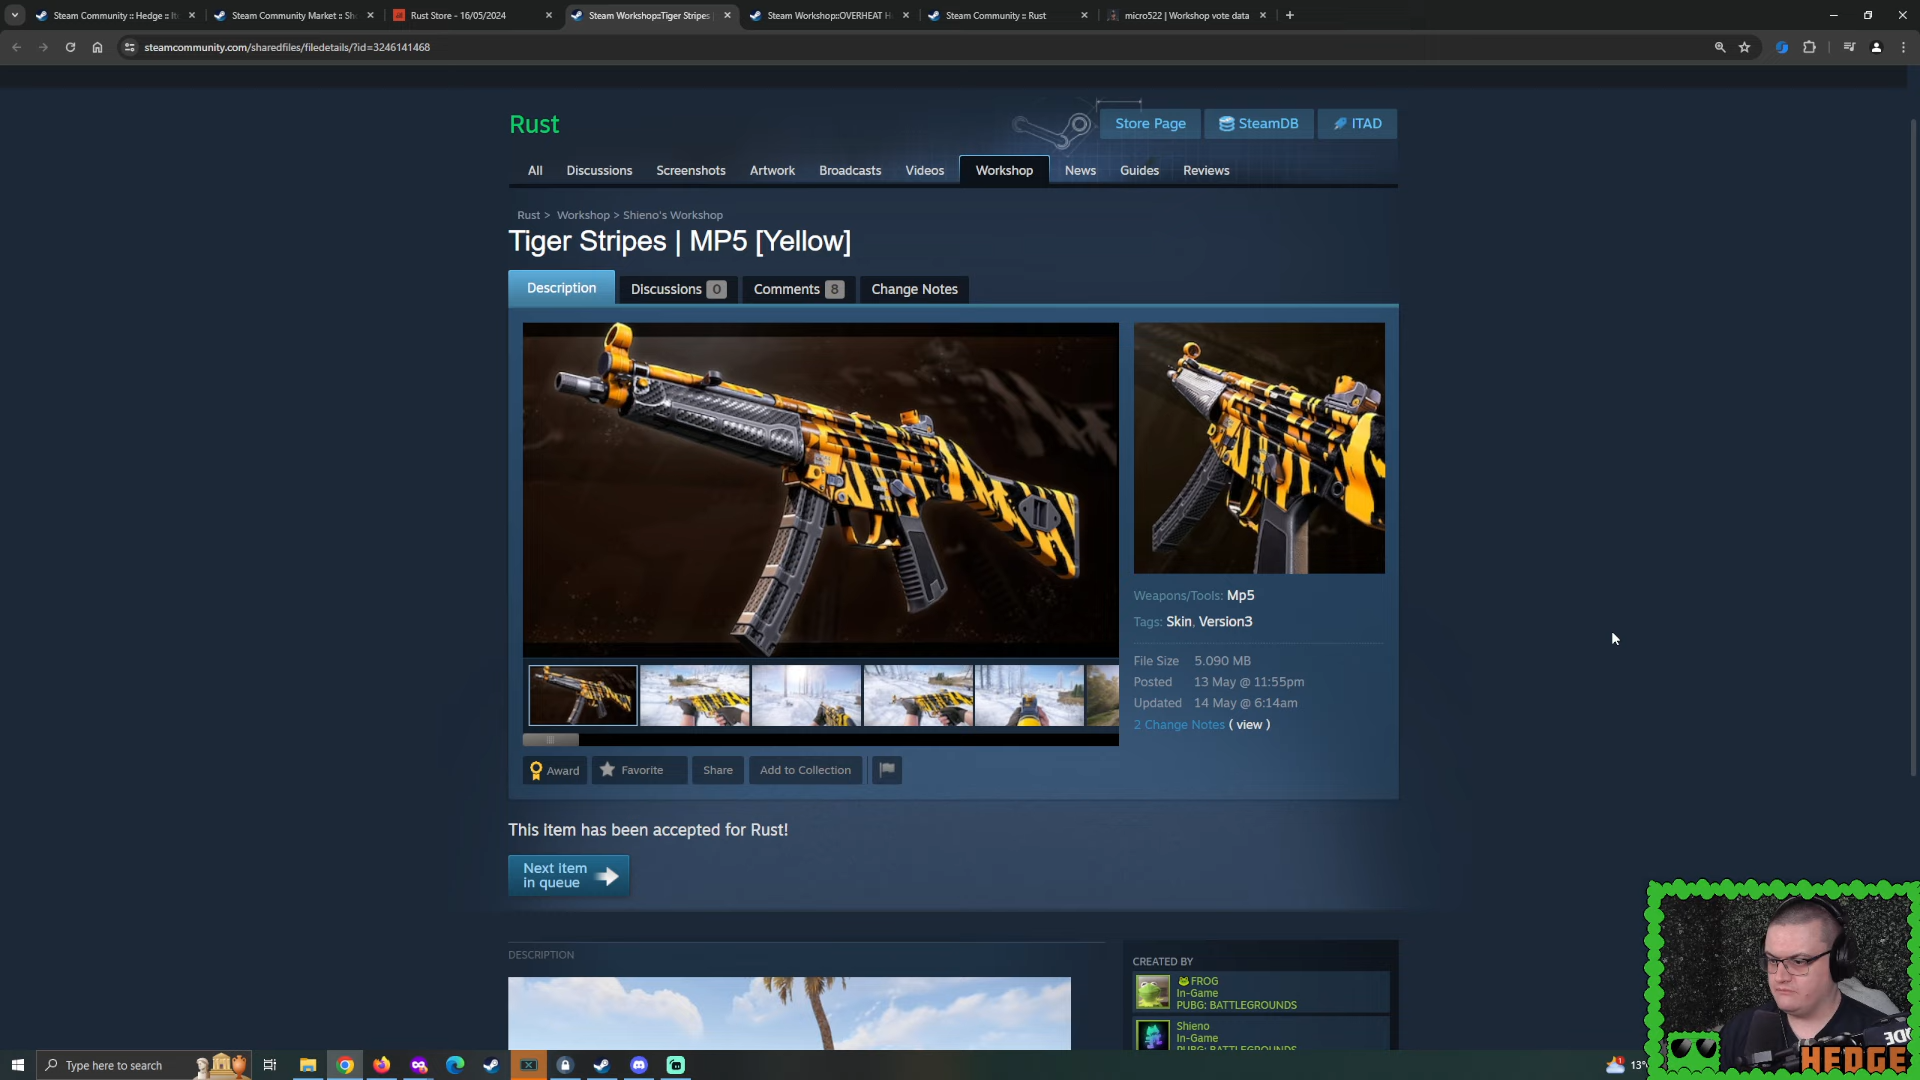 Steam Community :: Hedge :: It
Steam Community Market :: Sho
Rust Store - 16/05/2024
Steam Workshop::Tiger Stripes
Steam Workshop::OVERHEAT H
Steam Community :: Rust
micro522 | Workshop vote data
steamcommunity.com/sharedfiles/filedetails/?id=3246141468
Rust
Store Page
SteamDB
ITAD
All
Discussions
Screenshots
Artwork
Broadcasts
Videos
Workshop
News
Guides
Reviews
Rust > Workshop > Shieno's Workshop
Tiger Stripes | MP5 [Yellow]
Description
Discussions 0
Comments 8
Change Notes
Weapons/Tools: Mp5
Tags: Skin, Version3
File Size 5.090 MB
Posted 13 May @ 11:55pm
Updated 14 May @ 6:14am
2 Change Notes ( view )
Award
Favorite
Share
Add to Collection
This item has been accepted for Rust!
Next item
in queue
DESCRIPTION
CREATED BY
FROG
In-Game
PUBG: BATTLEGROUNDS
Shieno
In-Game
PUBG: BATTLEGROUNDS
Type here to search
13°
HEDGE